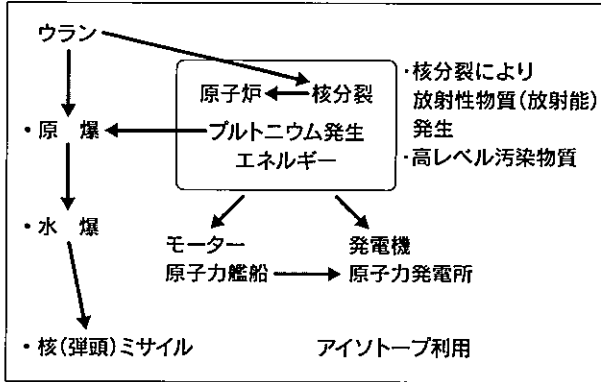 ウラン
原子炉 核分裂
プルトニウム発生
エネルギー
・核分裂により
放射性物質(放射能)
発生
・高レベル汚染物質
・原 爆
・水 爆
モーター
原子力艦船
発電機
原子力発電所
・核(弾頭)ミサイル
アイソトープ利用